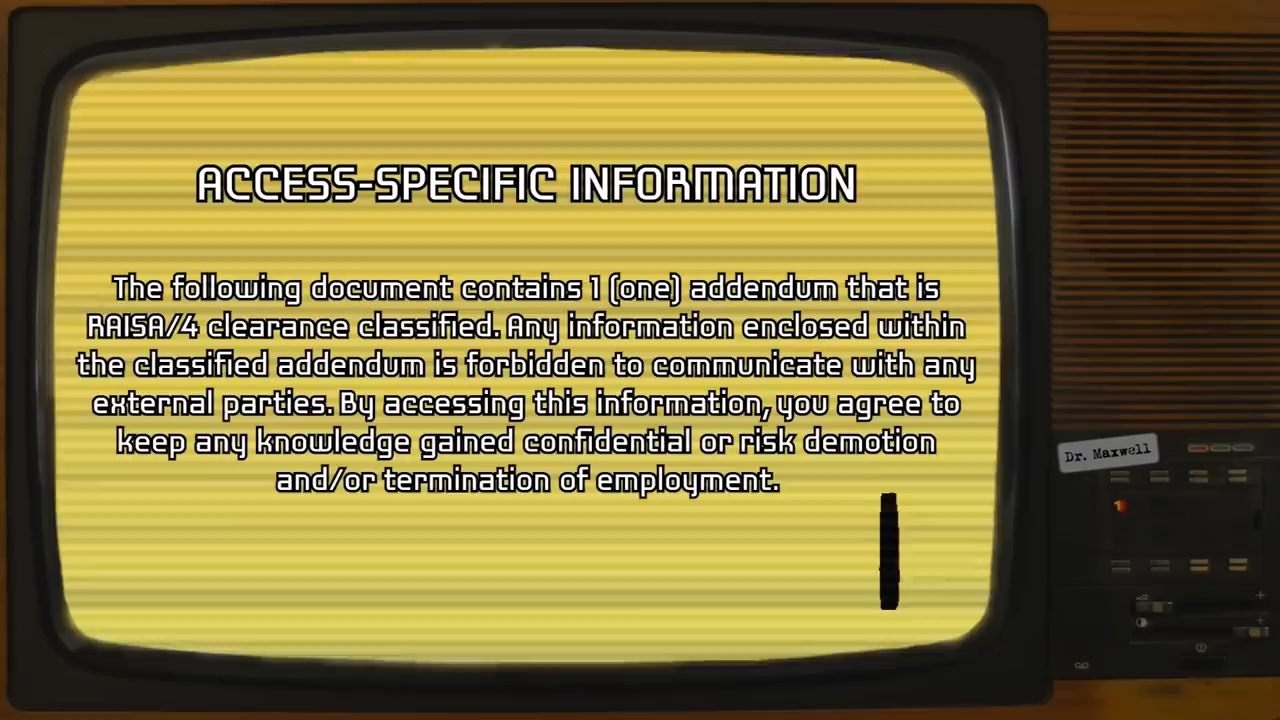 ACCESS-SPECIFIC INFORMATION
The following document contains 1 (one) addendum that is
RAISA/4 clearance classified. Any information enclosed within
the classified addendum is forbidden to communicate with any
external parties. By accessing this information, you agree to
keep any knowledge gained confidential or risk demotion
and/or termination of employment.
Dr. Maxwell
1